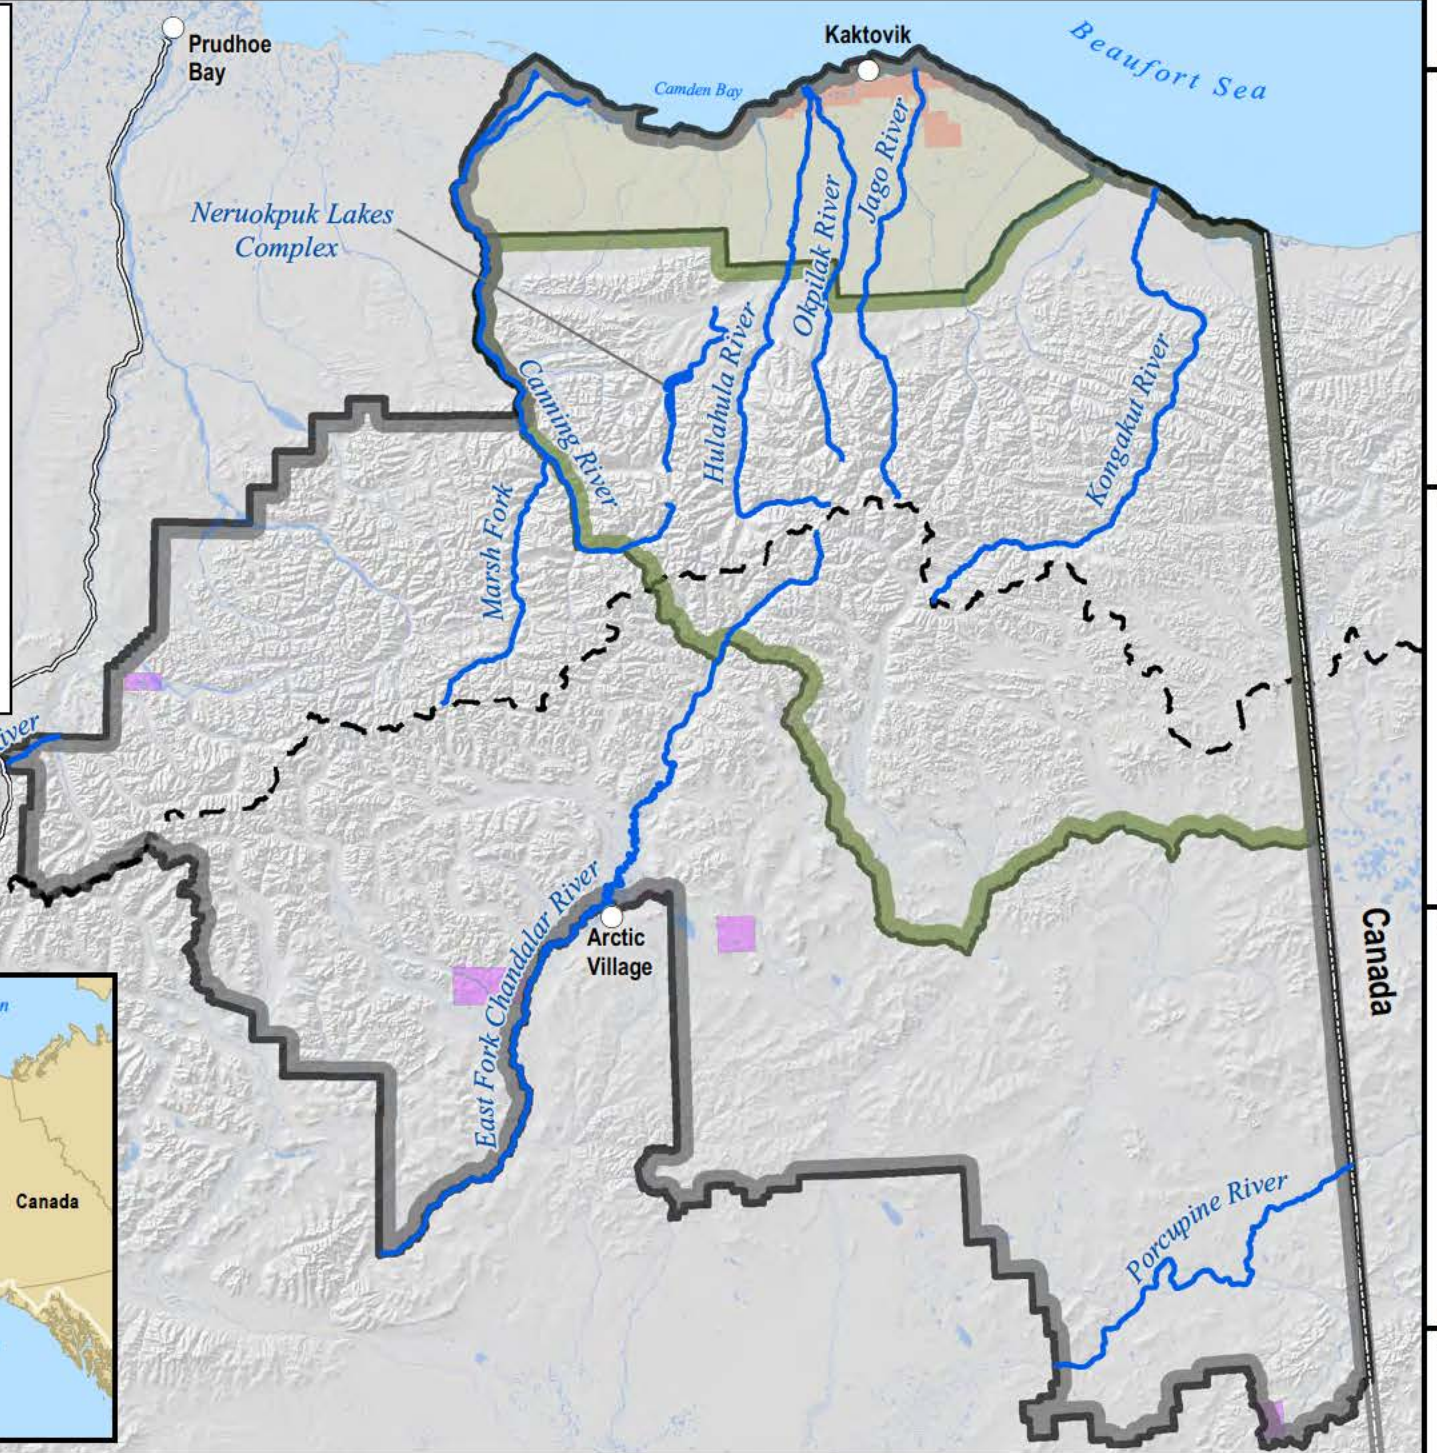 Prudhoe
Bay
Kaktovik
Beaufort Sea
Camden Bay
Neruokpuk Lakes
Complex
Jago River
Okpilak River
Hulahula River
Canning River
Kongakut River
Marsh Fork
East Fork Chandalar River
Arctic
Village
Canada
Canada
Porcupine River